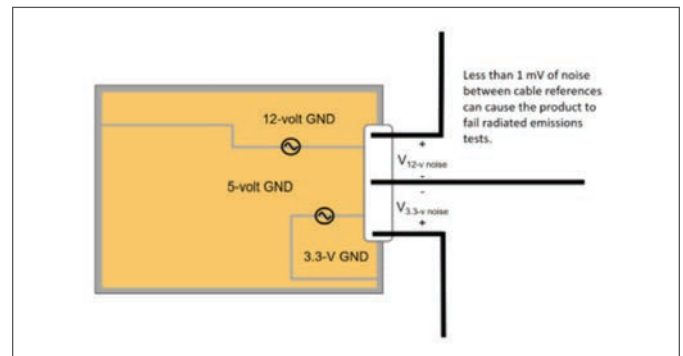 Less than 1 mV of noise
between cable references
can cause the product to
fail radiated emissions
tests.
12-volt GND
+
V12-v noise
-
5-volt GND
-
V3.3-v noise
+
3.3-V GND